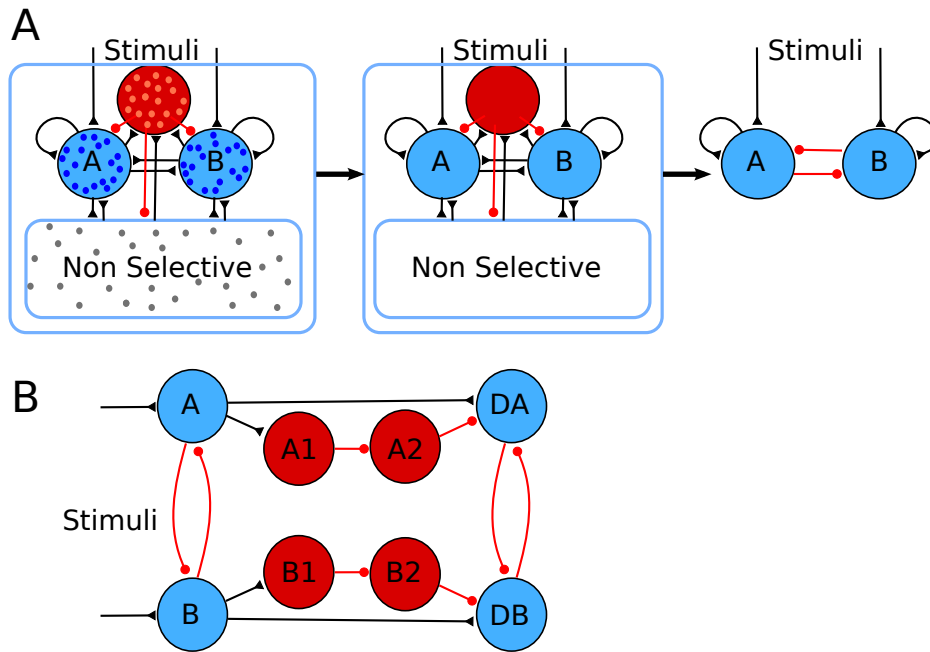 A
Stimuli
Stimuli
Stimuli
A
B
A
B
A
B
Non Selective
Non Selective
B
A
DA
A1
A2
Stimuli
B1
B2
B
DB